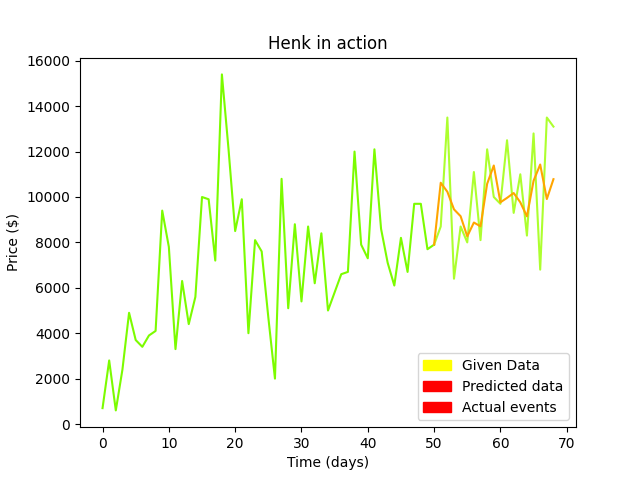 Henk in action
16000
14000
12000
10000
8000
6000
4000
2000
0
Price ($)
0 10 20 30 40 50 60 70
Time (days)
Given Data
Predicted data
Actual events